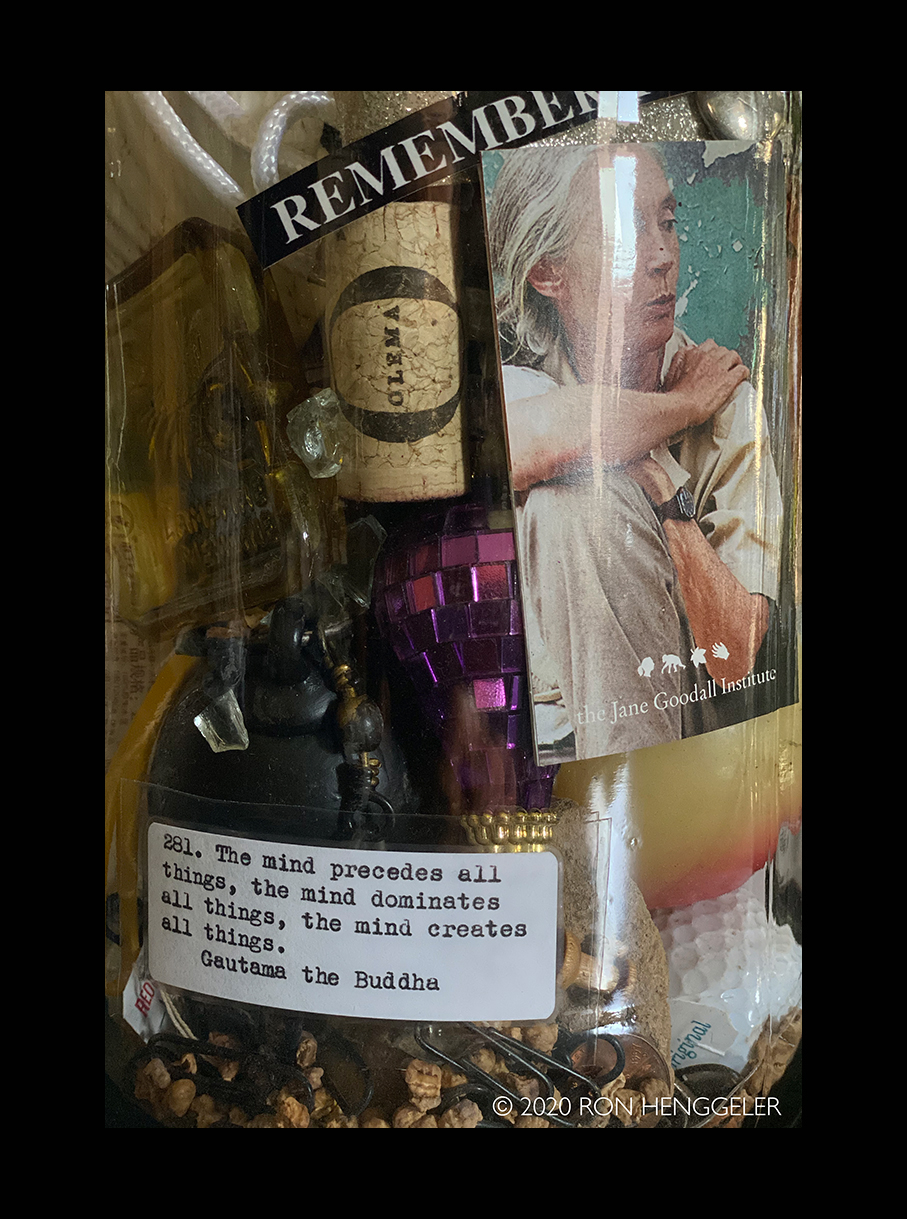 REMEMBER
OLEMA
the Jane Goodall Institute
281. The mind precedes all
things, the mind dominates
all things, the mind creates
all things.
Gautama the Buddha
RED
© 2020 RON HENGGELER